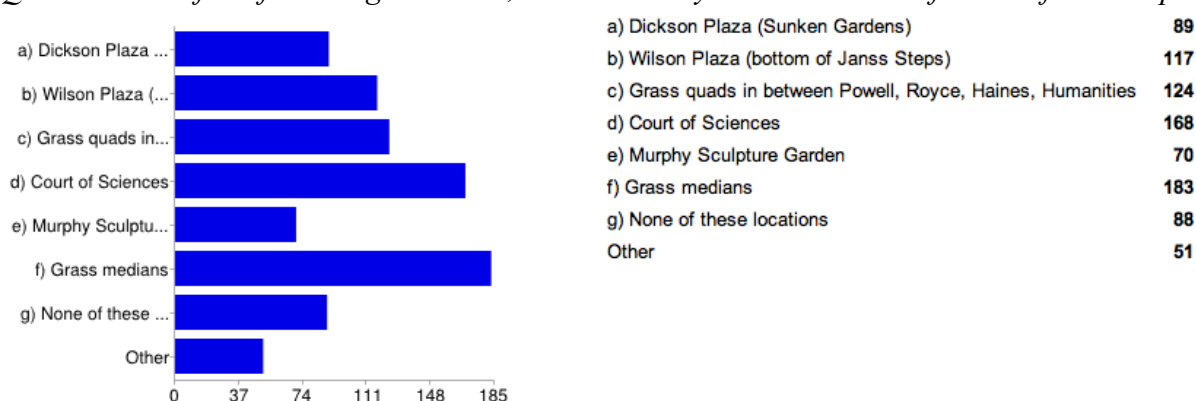 a) Dickson Plaza ...
b) Wilson Plaza (...
c) Grass quads in...
d) Court of Sciences
e) Murphy Sculptu...
f) Grass medians
g) None of these ...
Other
0 37 74 111 148 185
a) Dickson Plaza (Sunken Gardens) 89
b) Wilson Plaza (bottom of Janss Steps) 117
c) Grass quads in between Powell, Royce, Haines, Humanities 124
d) Court of Sciences 168
e) Murphy Sculpture Garden 70
f) Grass medians 183
g) None of these locations 88
Other 51